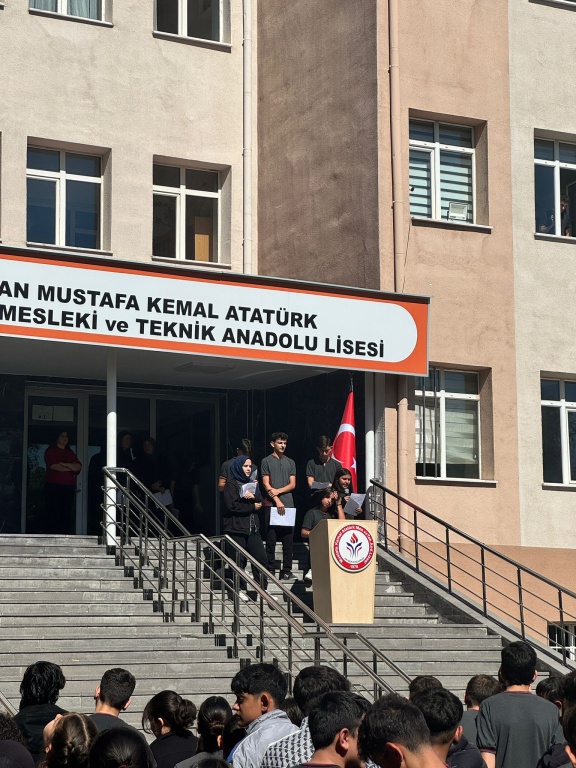 AN MUSTAFA KEMAL ATATÜRK
MESLEKİ ve TEKNİK ANADOLU LİSESİ